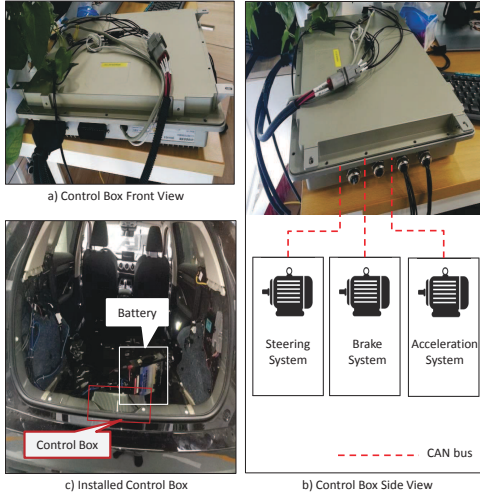 a) Control Box Front View
Battery
Control Box
c) Installed Control Box
Steering
System
Brake
System
Acceleration
System
CAN bus
b) Control Box Side View